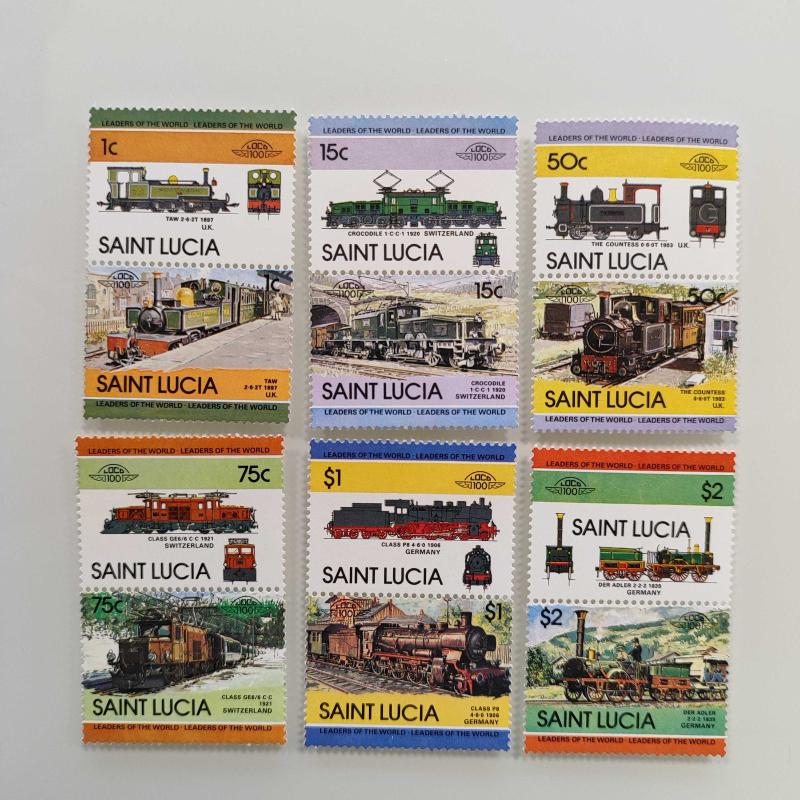 LEADERS OF THE WORLD · LEADERS OF THE WORLD
1c
LOCO 100
TAW 2-6-2T 1897
U.K.
SAINT LUCIA
LOCO 100
1c
SAINT LUCIA
TAW
2-6-2T 1897
U.K.
LEADERS OF THE WORLD · LEADERS OF THE WORLD
LEADERS OF THE WORLD · LEADERS OF THE WORLD
15c
LOCO 100
CROCODILE 1-C-C-1 1920 SWITZERLAND
SAINT LUCIA
LOCO 100
15c
SAINT LUCIA
CROCODILE
1-C-C-1 1920
SWITZERLAND
LEADERS OF THE WORLD · LEADERS OF THE WORLD
LEADERS OF THE WORLD · LEADERS OF THE WORLD
50c
LOCO 100
THE COUNTESS 0-6-0T 1903 U.K.
SAINT LUCIA
LOCO 100
50c
SAINT LUCIA
THE COUNTESS
0-6-0T 1903
U.K.
LEADERS OF THE WORLD · LEADERS OF THE WORLD
LEADERS OF THE WORLD · LEADERS OF THE WORLD
LOCO 100
75c
CLASS GE6/6 C-C 1921
SWITZERLAND
SAINT LUCIA
75c
LOCO 100
CLASS GE6/6 C-C
1921
SWITZERLAND
SAINT LUCIA
LEADERS OF THE WORLD · LEADERS OF THE WORLD
LEADERS OF THE WORLD · LEADERS OF THE WORLD
$1
LOCO 100
CLASS P8 4-6-0 1906
GERMANY
SAINT LUCIA
LOCO 100
$1
SAINT LUCIA
CLASS P8
4-6-0 1906
GERMANY
LEADERS OF THE WORLD · LEADERS OF THE WORLD
LEADERS OF THE WORLD · LEADERS OF THE WORLD
LOCO 100
$2
SAINT LUCIA
DER ADLER 2-2-2 1835
GERMANY
$2
LOCO 100
SAINT LUCIA
DER ADLER
2-2-2 1835
GERMANY
LEADERS OF THE WORLD · LEADERS OF THE WORLD